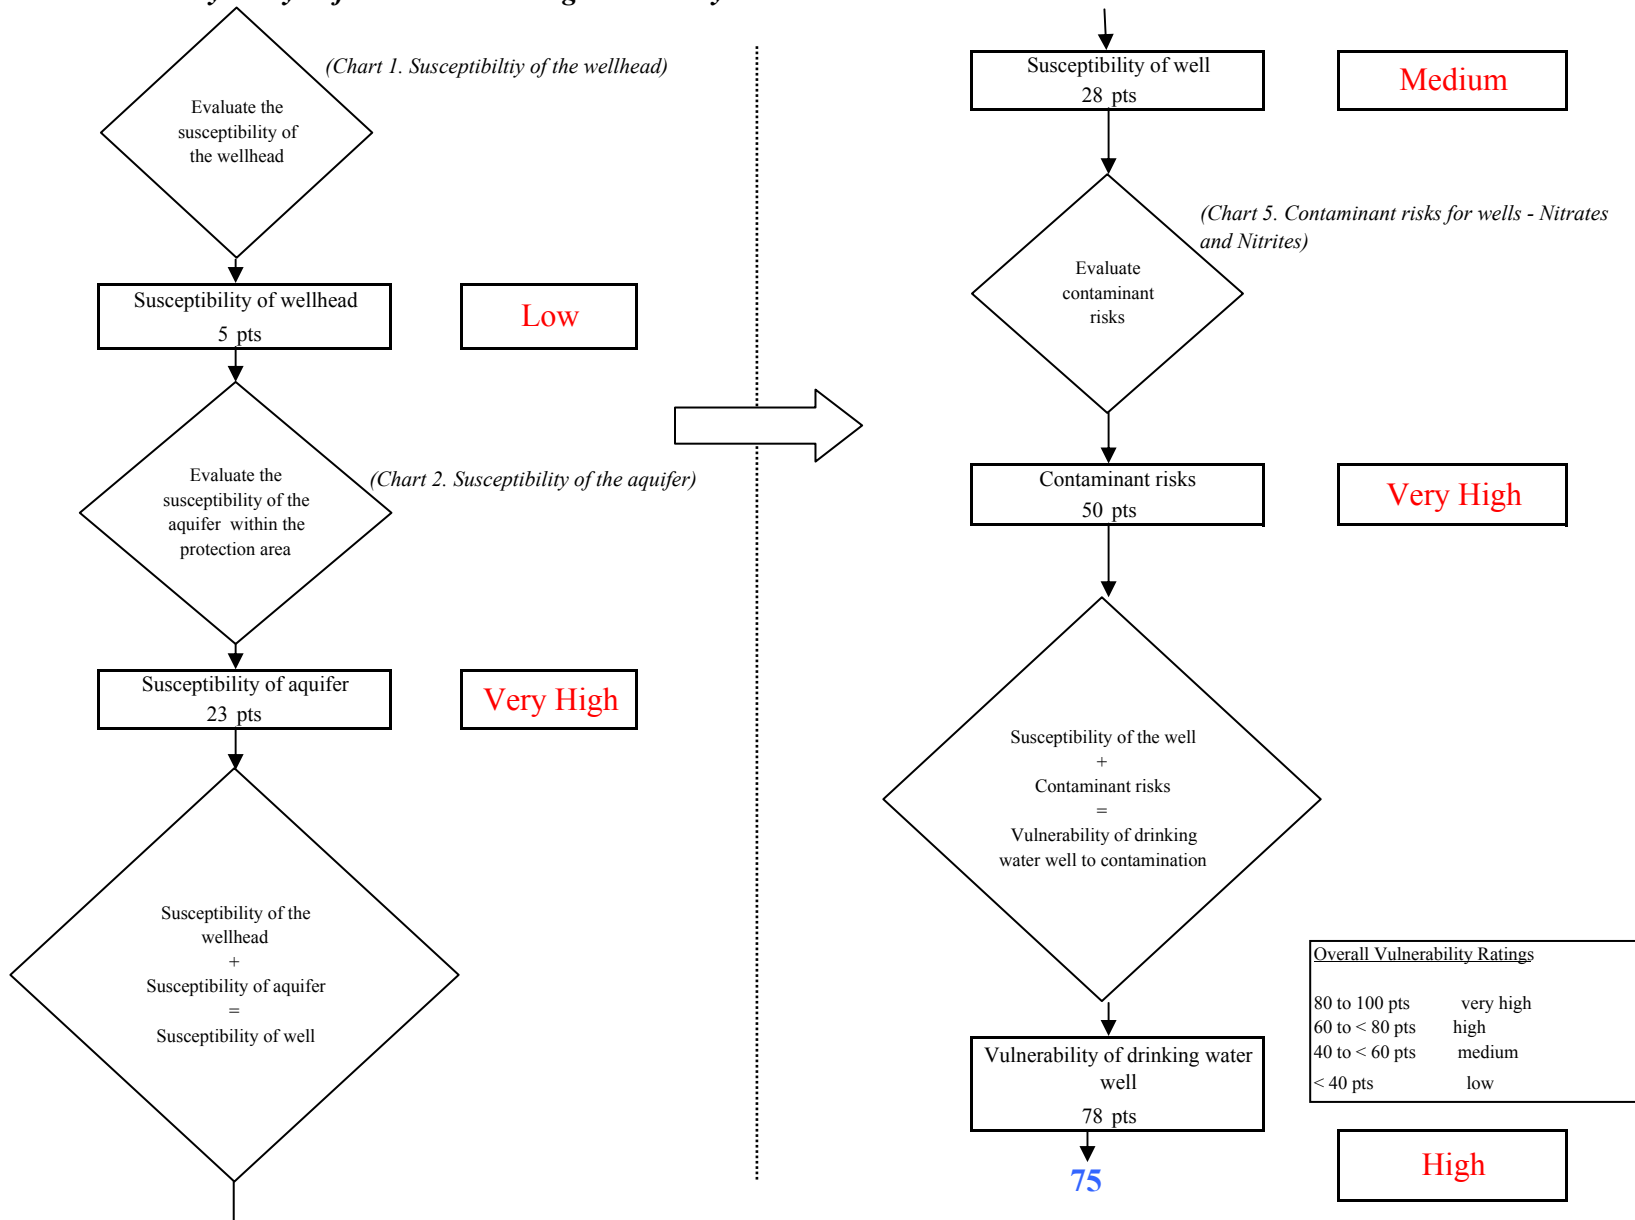 (Chart 1. Susceptibiltiy of the wellhead)
Evaluate the
susceptibility of
the wellhead
Susceptibility of wellhead
5 pts
Low
Evaluate the
susceptibility of the
aquifer within the
protection area
(Chart 2. Susceptibility of the aquifer)
Susceptibility of aquifer
23 pts
Very High
Susceptibility of the
wellhead
+
Susceptibility of aquifer
=
Susceptibility of well
Susceptibility of well
28 pts
Medium
(Chart 5. Contaminant risks for wells - Nitrates
and Nitrites)
Evaluate
contaminant
risks
Contaminant risks
50 pts
Very High
Susceptibility of the well
+
Contaminant risks
=
Vulnerability of drinking
water well to contamination
Overall Vulnerability Ratings
80 to 100 pts very high
60 to < 80 pts high
40 to < 60 pts medium
< 40 pts low
Vulnerability of drinking water
well
78 pts
75
High